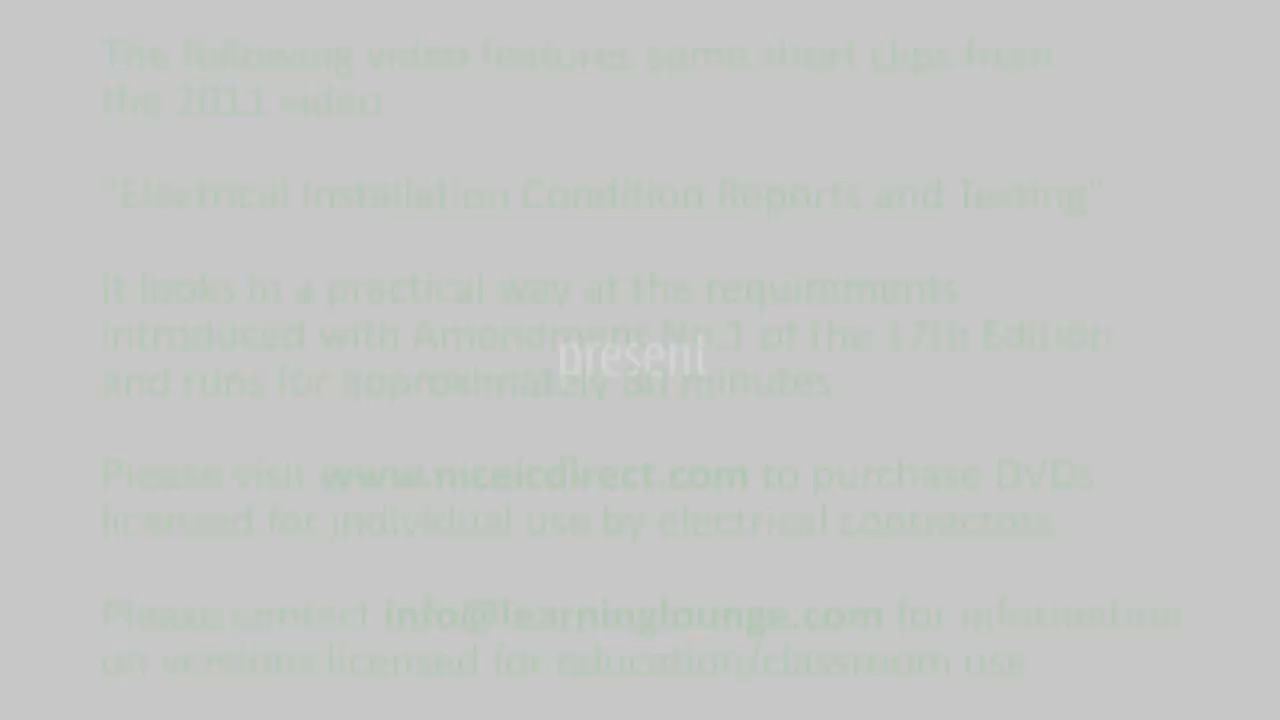 The following video features some short clips from
the 2011 video
"Electrical Installation Condition Reports and Testing"
It looks in a practical way at the requirements
introduced with Amendment No.1 of the 17th Edition
present
and runs for approximately 30 minutes
Please visit www.niceicdirect.com to purchase DVDs
licensed for individual use by electrical contractors.
Please contact info@learninglounge.com for information
on versions licensed for education/classroom use